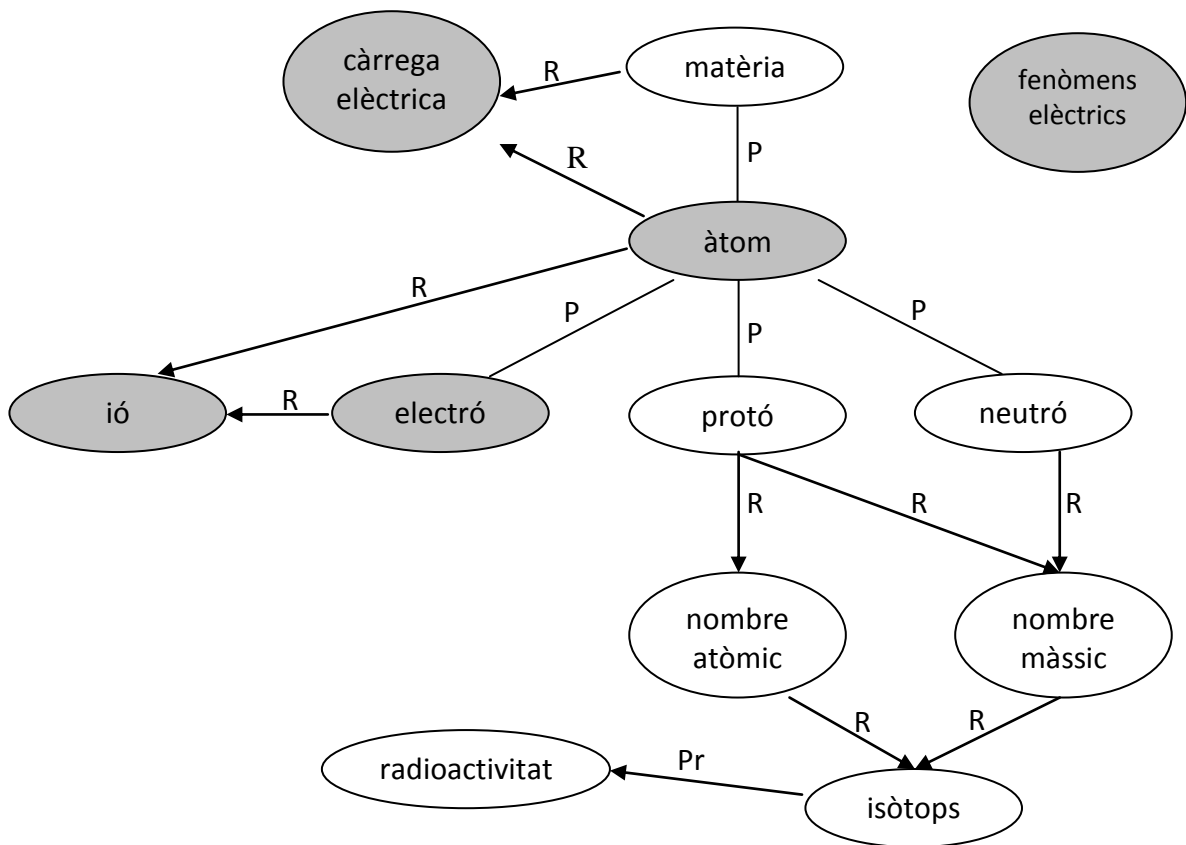 càrrega
elèctrica
R
matèria
fenòmens
elèctrics
R
P
àtom
R
P
P
P
ió
R
electró
protó
neutró
R
R
R
nombre
atòmic
nombre
màssic
R
R
radioactivitat
Pr
isòtops